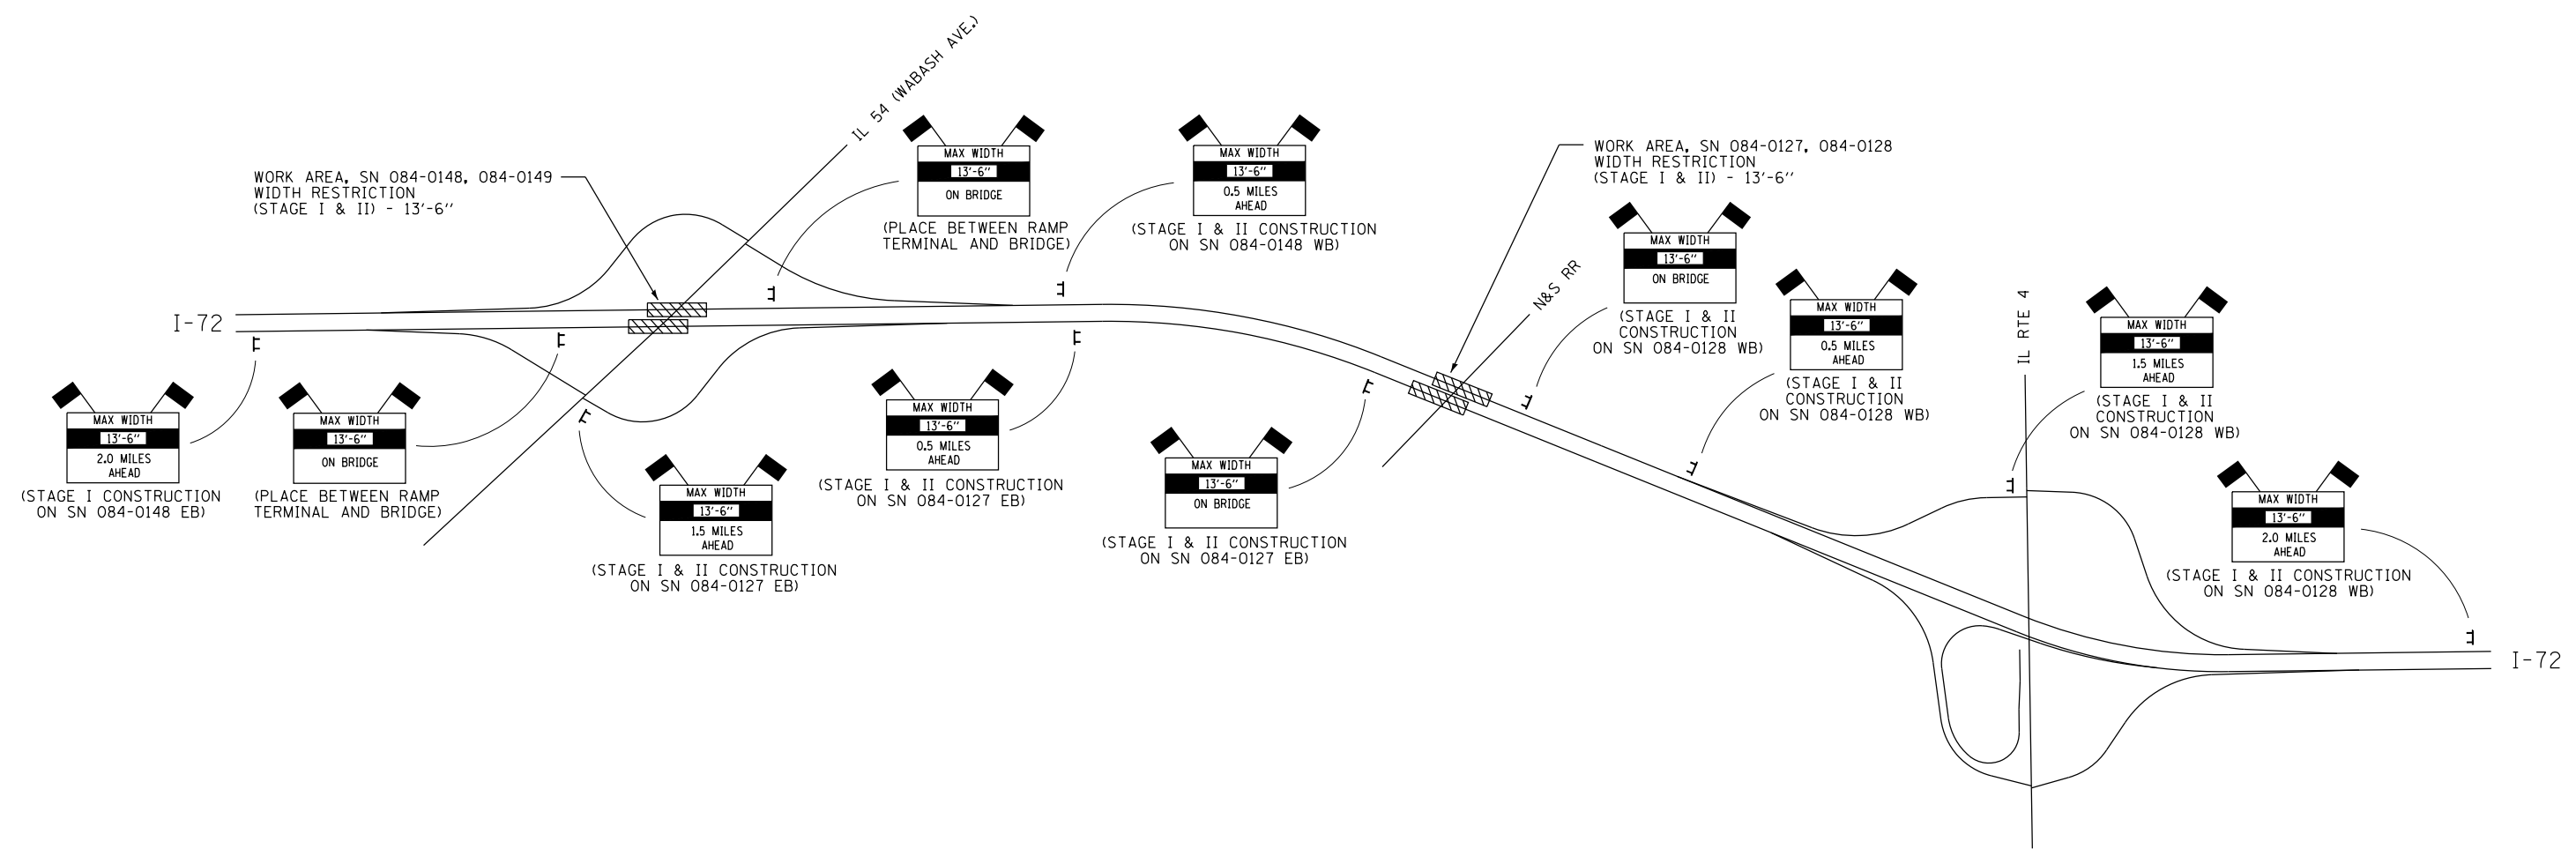 IL 54 (WABASH AVE.)
WORK AREA, SN 084-0148, 084-0149
WIDTH RESTRICTION
(STAGE I & II) - 13'-6"
MAX WIDTH
13'-6"
ON BRIDGE
(PLACE BETWEEN RAMP
TERMINAL AND BRIDGE)
MAX WIDTH
13'-6"
0.5 MILES
AHEAD
(STAGE I & II CONSTRUCTION
ON SN 084-0148 WB)
WORK AREA, SN 084-0127, 084-0128
WIDTH RESTRICTION
(STAGE I & II) - 13'-6"
N&S RR
MAX WIDTH
13'-6"
ON BRIDGE
(STAGE I & II
CONSTRUCTION
ON SN 084-0128 WB)
MAX WIDTH
13'-6"
0.5 MILES
AHEAD
(STAGE I & II
CONSTRUCTION
ON SN 084-0128 WB)
IL RTE 4
MAX WIDTH
13'-6"
1.5 MILES
AHEAD
(STAGE I & II
CONSTRUCTION
ON SN 084-0128 WB)
I-72
MAX WIDTH
13'-6"
2.0 MILES
AHEAD
(STAGE I CONSTRUCTION
ON SN 084-0148 EB)
MAX WIDTH
13'-6"
ON BRIDGE
(PLACE BETWEEN RAMP
TERMINAL AND BRIDGE)
MAX WIDTH
13'-6"
1.5 MILES
AHEAD
(STAGE I & II CONSTRUCTION
ON SN 084-0127 EB)
MAX WIDTH
13'-6"
0.5 MILES
AHEAD
(STAGE I & II CONSTRUCTION
ON SN 084-0127 EB)
MAX WIDTH
13'-6"
ON BRIDGE
(STAGE I & II CONSTRUCTION
ON SN 084-0127 EB)
MAX WIDTH
13'-6"
2.0 MILES
AHEAD
(STAGE I & II CONSTRUCTION
ON SN 084-0128 WB)
I-72